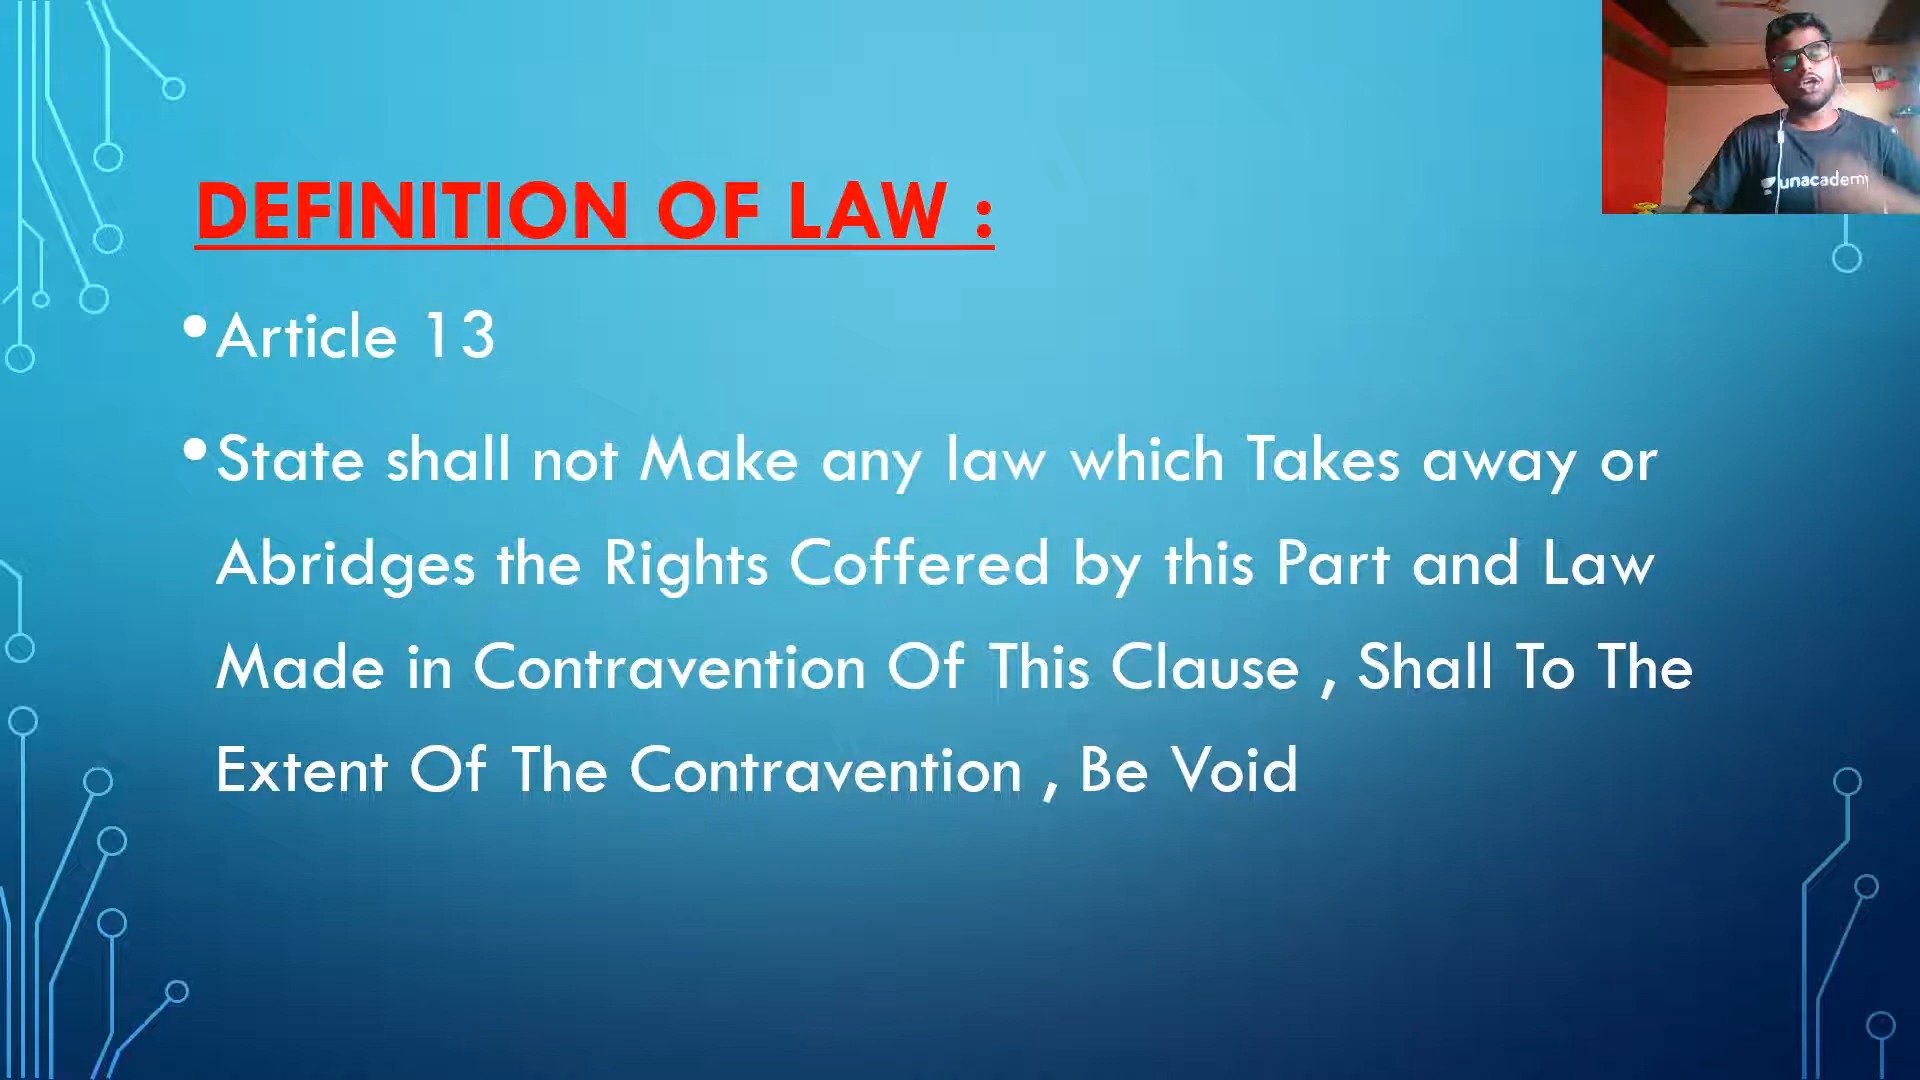 DEFINITION OF LAW :
•Article 13
•State shall not Make any law which Takes away or
Abridges the Rights Coffered by this Part and Law
Made in Contravention Of This Clause , Shall To The
Extent Of The Contravention , Be Void
unacademy